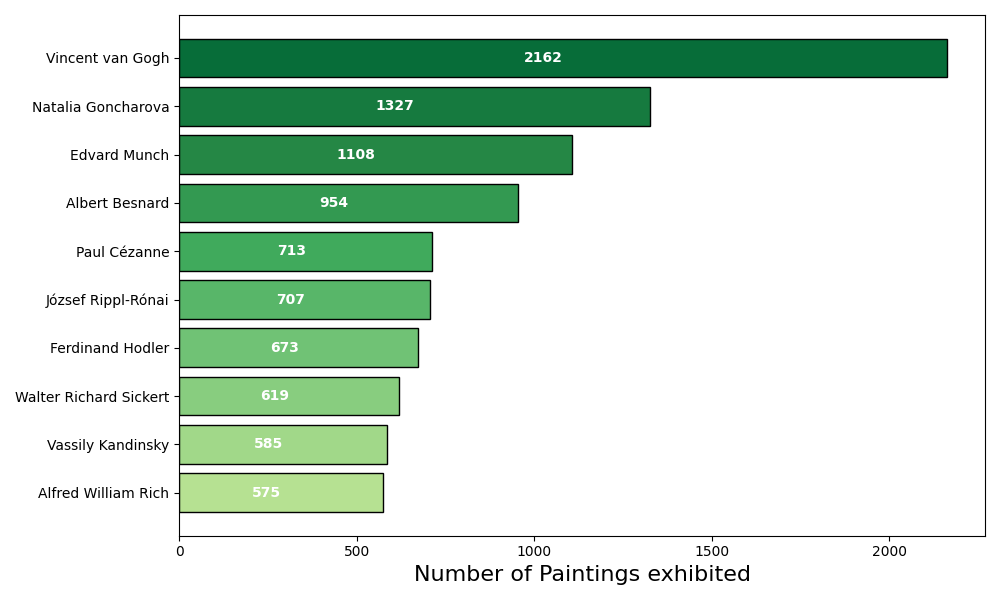 Vincent van Gogh 2162
Natalia Goncharova 1327
Edvard Munch 1108
Albert Besnard 954
Paul Cézanne 713
József Rippl-Rónai 707
Ferdinand Hodler 673
Walter Richard Sickert 619
Vassily Kandinsky 585
Alfred William Rich 575
0 500 1000 1500 2000
Number of Paintings exhibited